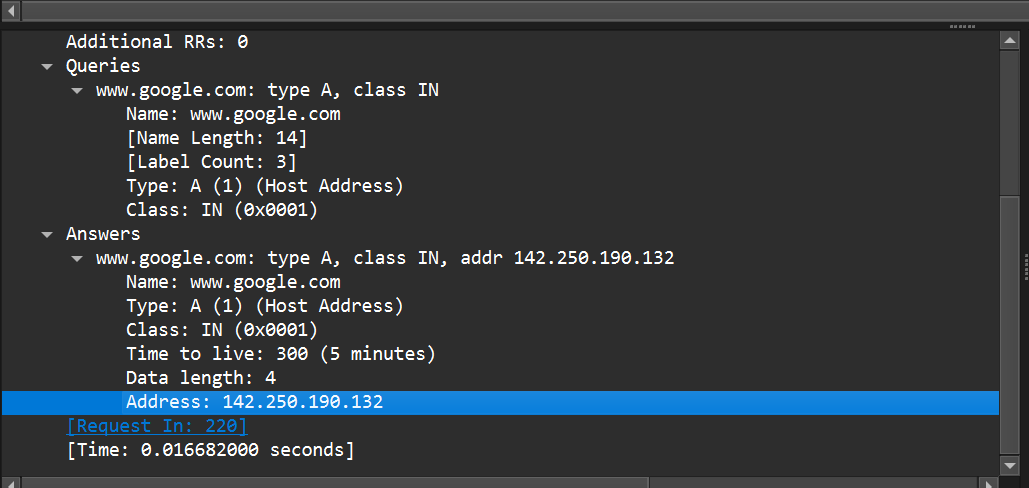 Additional RRs: 0
Queries
www.google.com: type A, class IN
Name: www.google.com
[Name Length: 14]
[Label Count: 3]
Type: A (1) (Host Address)
Class: IN (0x0001)
Answers
www.google.com: type A, class IN, addr 142.250.190.132
Name: www.google.com
Type: A (1) (Host Address)
Class: IN (0x0001)
Time to live: 300 (5 minutes)
Data length: 4
Address: 142.250.190.132
[Request In: 220]
[Time: 0.016682000 seconds]